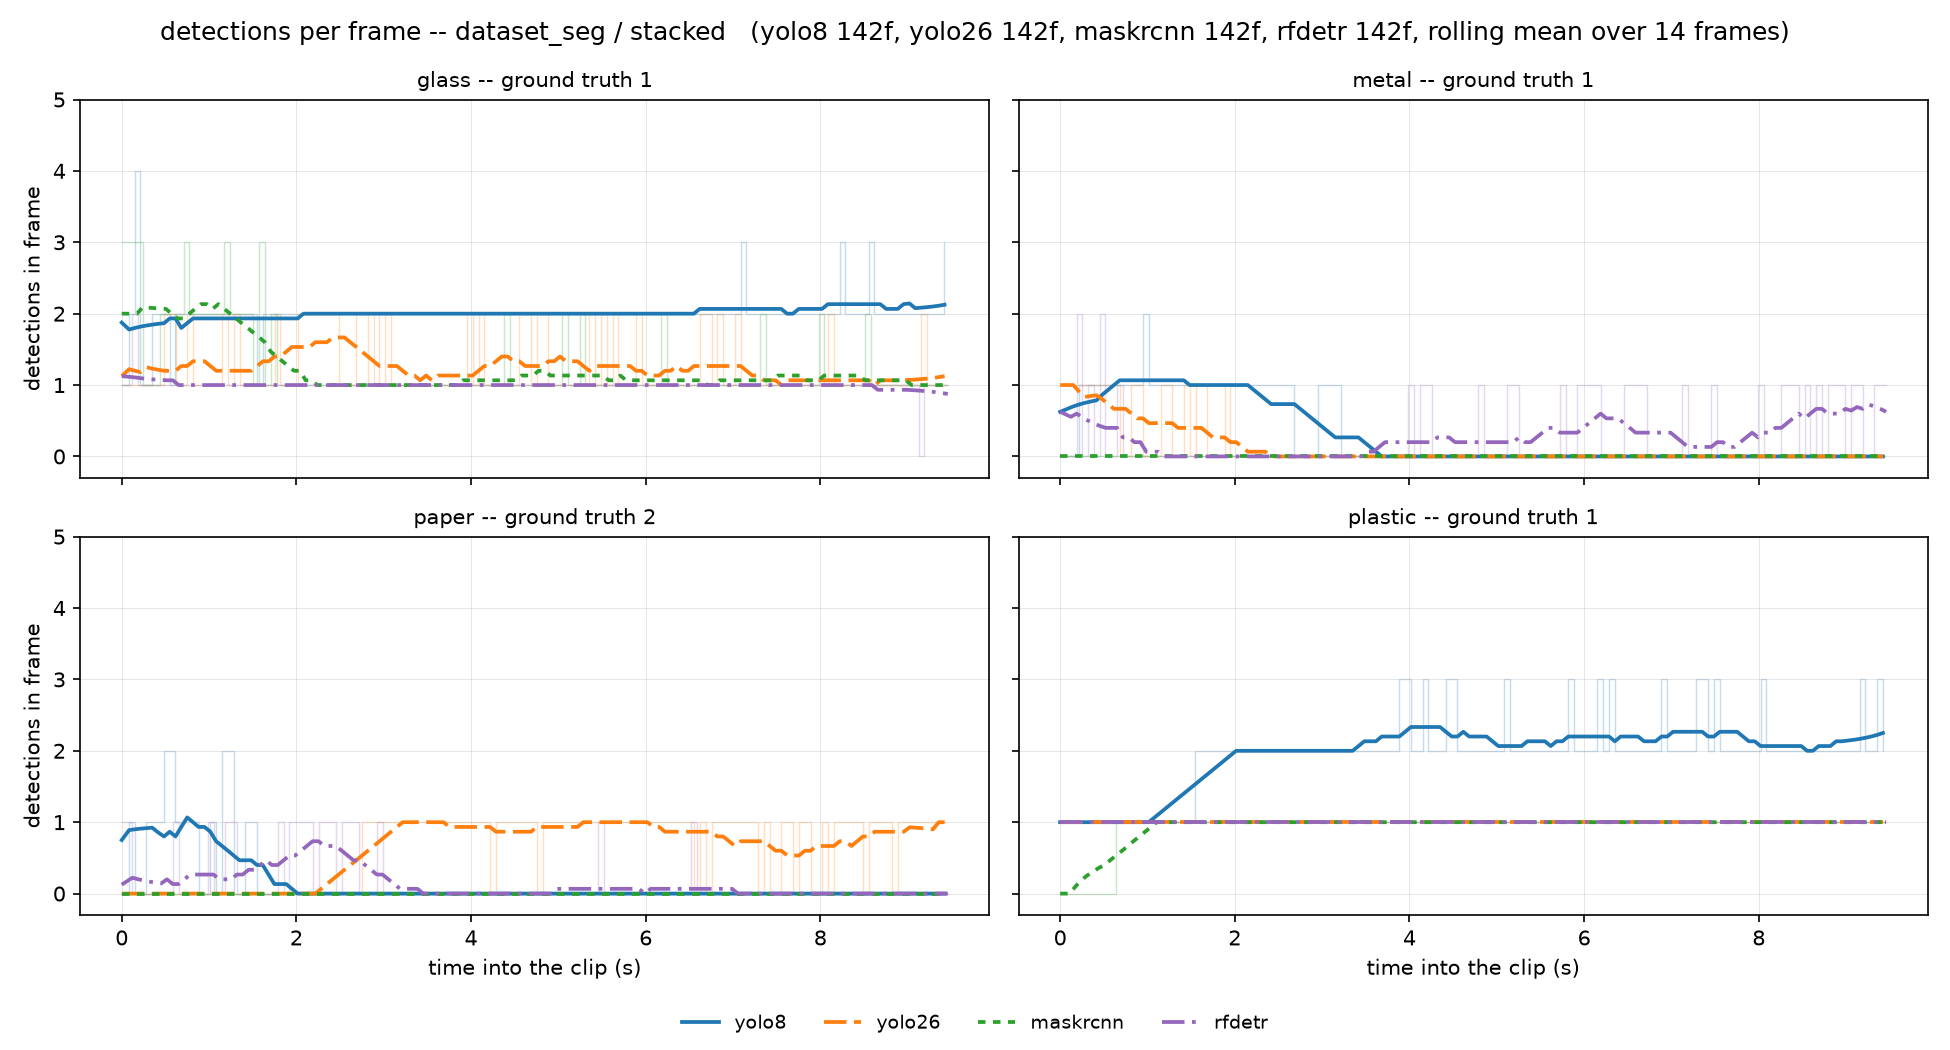 detections per frame -- dataset_seg / stacked   (yolo8 142f, yolo26 142f, maskrcnn 142f, rfdetr 142f, rolling mean over 14 frames)
glass -- ground truth 1
metal -- ground truth 1
5
4
3
2
1
0
detections in frame
paper -- ground truth 2
plastic -- ground truth 1
5
4
3
2
1
0
detections in frame
0 2 4 6 8
0 2 4 6 8
time into the clip (s)
time into the clip (s)
yolo8 yolo26 maskrcnn rfdetr